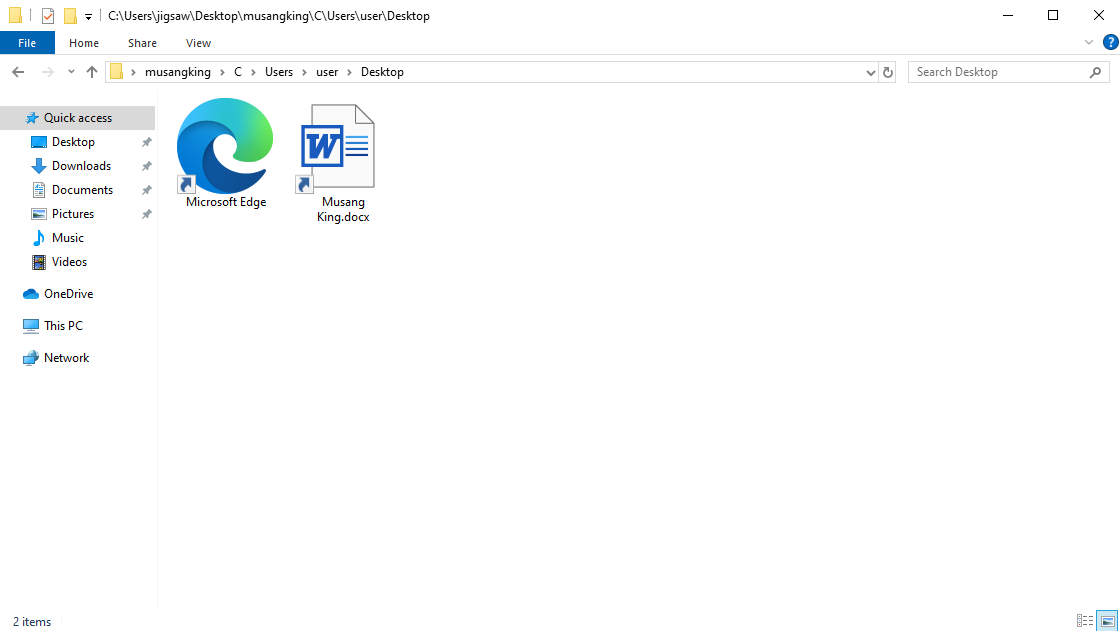 C:\Users\jigsaw\Desktop\musangking\C\Users\user\Desktop
File Home Share View
?
musangking C Users user Desktop
Search Desktop
Quick access
Desktop
Downloads
Documents
Pictures
Music
Videos
OneDrive
This PC
Network
W
Microsoft Edge
Musang
King.docx
2 items